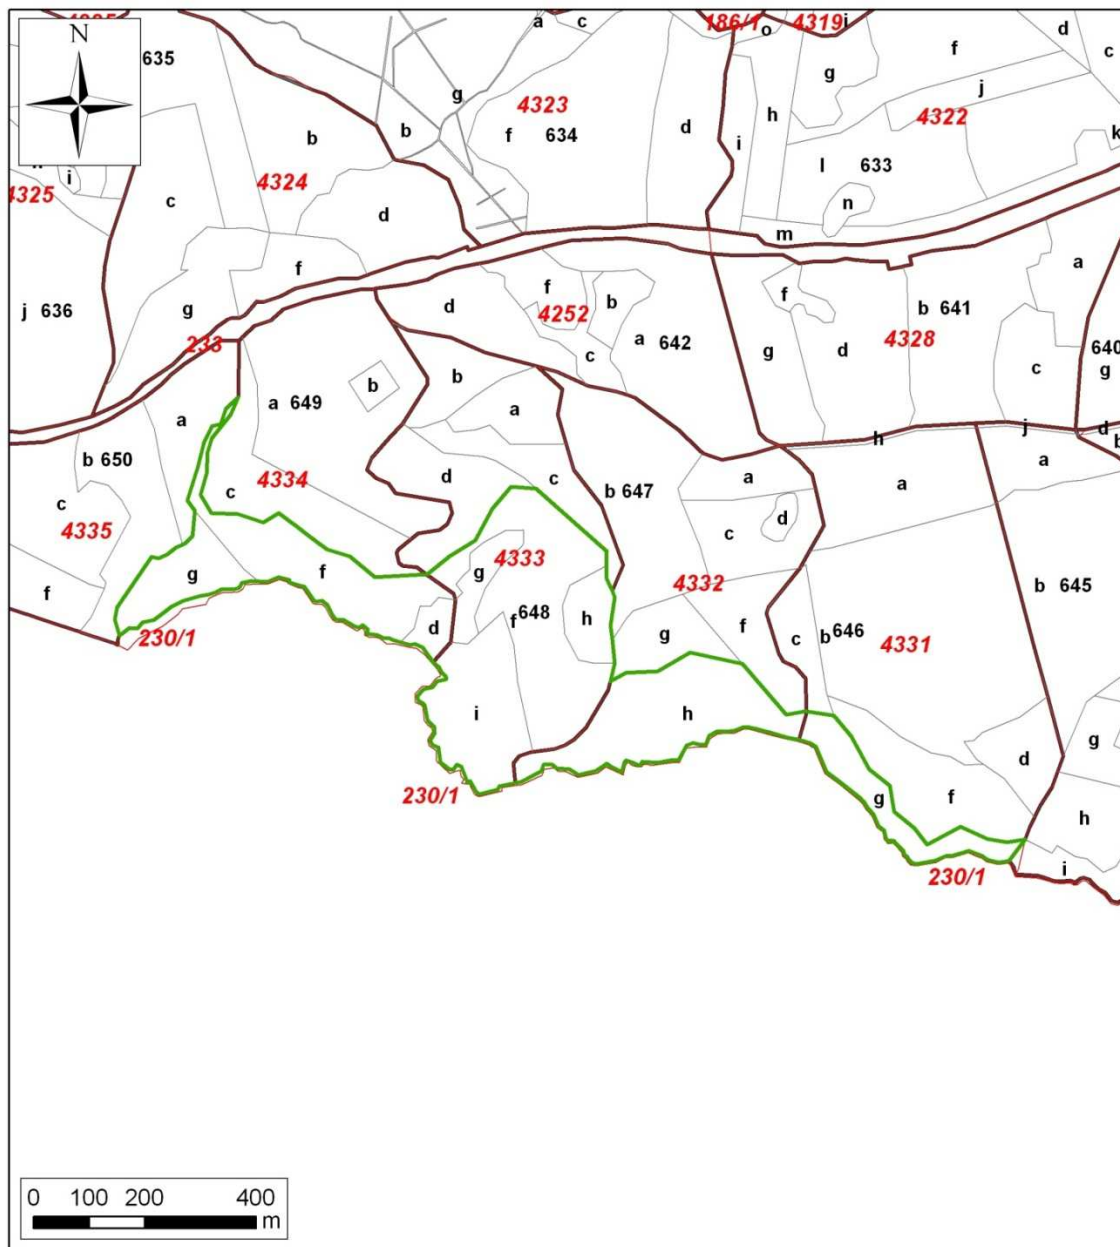 a c 186/1 4319 i
N o d
635 g f c
g 4323 j
b b f 634 d i h 4322 k
i 4324 l 633
4325 c d n
m
f f a
j 636 g d 4252 b f b 641
233 a 642 g d 4328 640
c c g
b b
a 649 a
a h j d b
b 650 d c a a
c c 4334 b 647 a
4335 c d
g 4333 4332 b 645
f g f h
d f 648 g f c b 646 4331
230/1
i h g
d
230/1 g f h
230/1 i
0 100 200 400
m